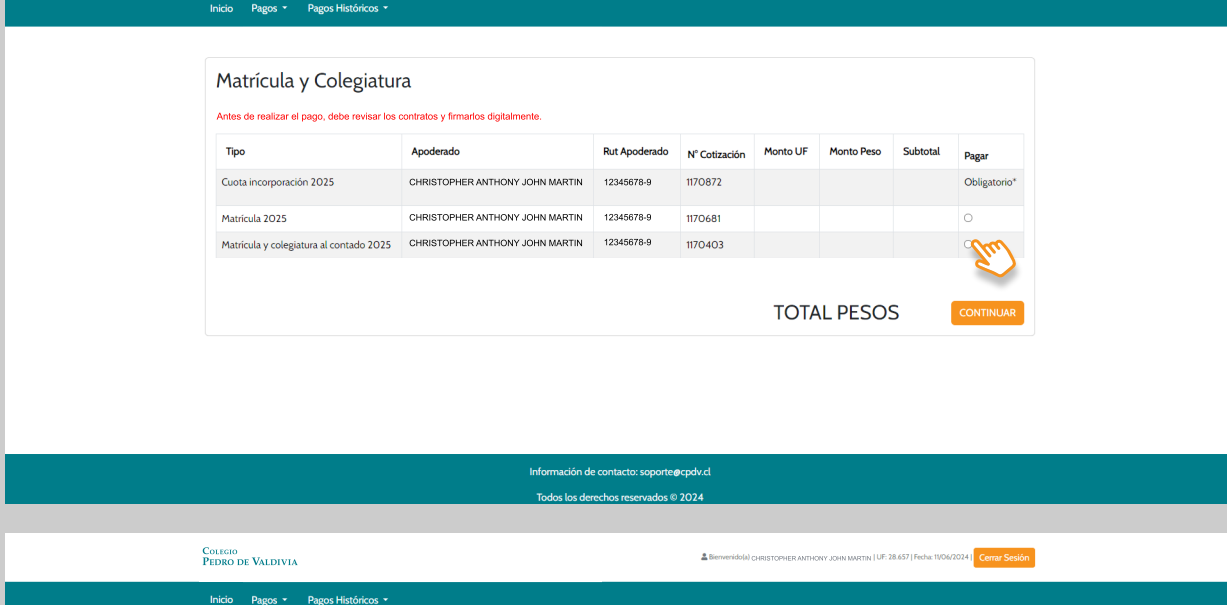 Inicio Pagos Pagos Históricos
Matrícula y Colegiatura
Antes de realizar el pago, debe revisar los contratos y firmarlos digitalmente.
Tipo Apoderado Rut Apoderado N° Cotización Monto UF Monto Peso Subtotal Pagar
Cuota incorporación 2025 CHRISTOPHER ANTHONY JOHN MARTIN 12345678-9 1170872 Obligatorio*
Matricula 2025 CHRISTOPHER ANTHONY JOHN MARTIN 12345678-9 1170681
Matricula y colegiatura al contado 2025 CHRISTOPHER ANTHONY JOHN MARTIN 12345678-9 1170403
TOTAL PESOS CONTINUAR
Información de contacto: soporte@cpdv.cl
Todos los derechos reservados © 2024
COLEGIO
PEDRO DE VALDIVIA
Bienvenido(a) CHRISTOPHER ANTHONY JOHN MARTIN | UF: 28.657 | Fecha: 11/06/2024 | Cerrar Sesión
Inicio Pagos Pagos Históricos